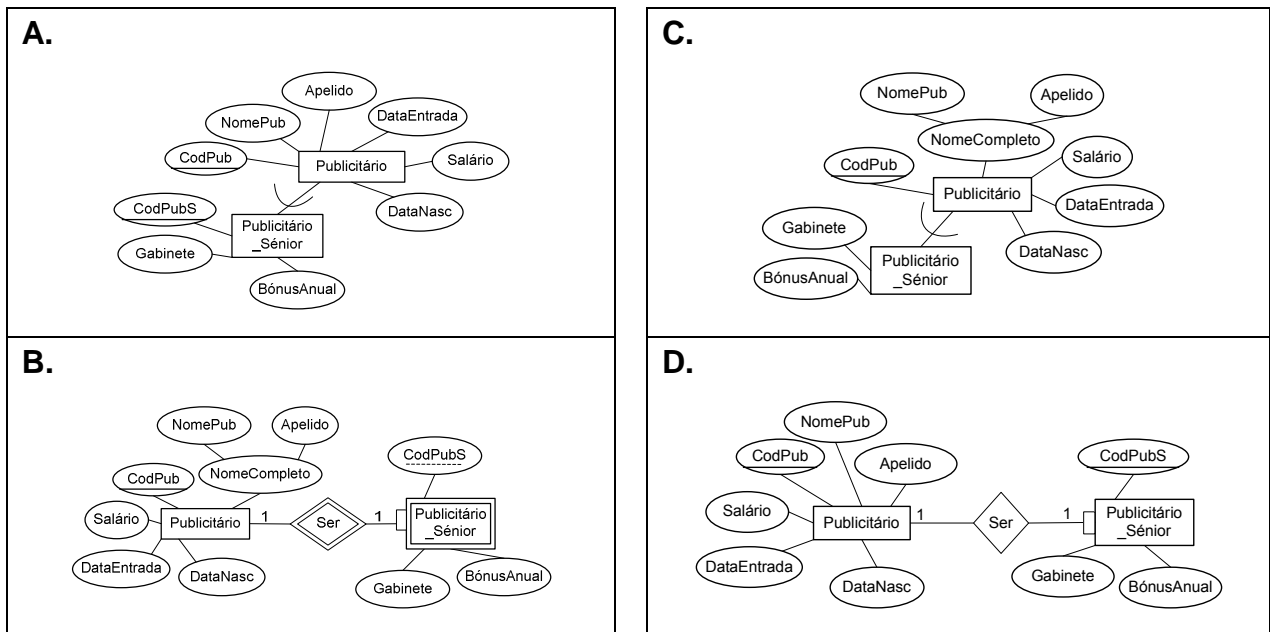 A.
Apelido
NomePub
DataEntrada
CodPub
Publicitário
Salário
CodPubS
DataNasc
Publicitário
_Sénior
Gabinete
BónusAnual
B.
NomePub
Apelido
CodPubS
CodPub
NomeCompleto
Salário
Publicitário
1
Ser
1
Publicitário
_Sénior
DataEntrada
DataNasc
Gabinete
BónusAnual
C.
NomePub
Apelido
NomeCompleto
CodPub
Salário
Publicitário
DataEntrada
Gabinete
DataNasc
BónusAnual
Publicitário
_Sénior
D.
NomePub
CodPub
Apelido
CodPubS
Salário
Publicitário
1
Ser
1
Publicitário
_Sénior
DataEntrada
DataNasc
Gabinete
BónusAnual